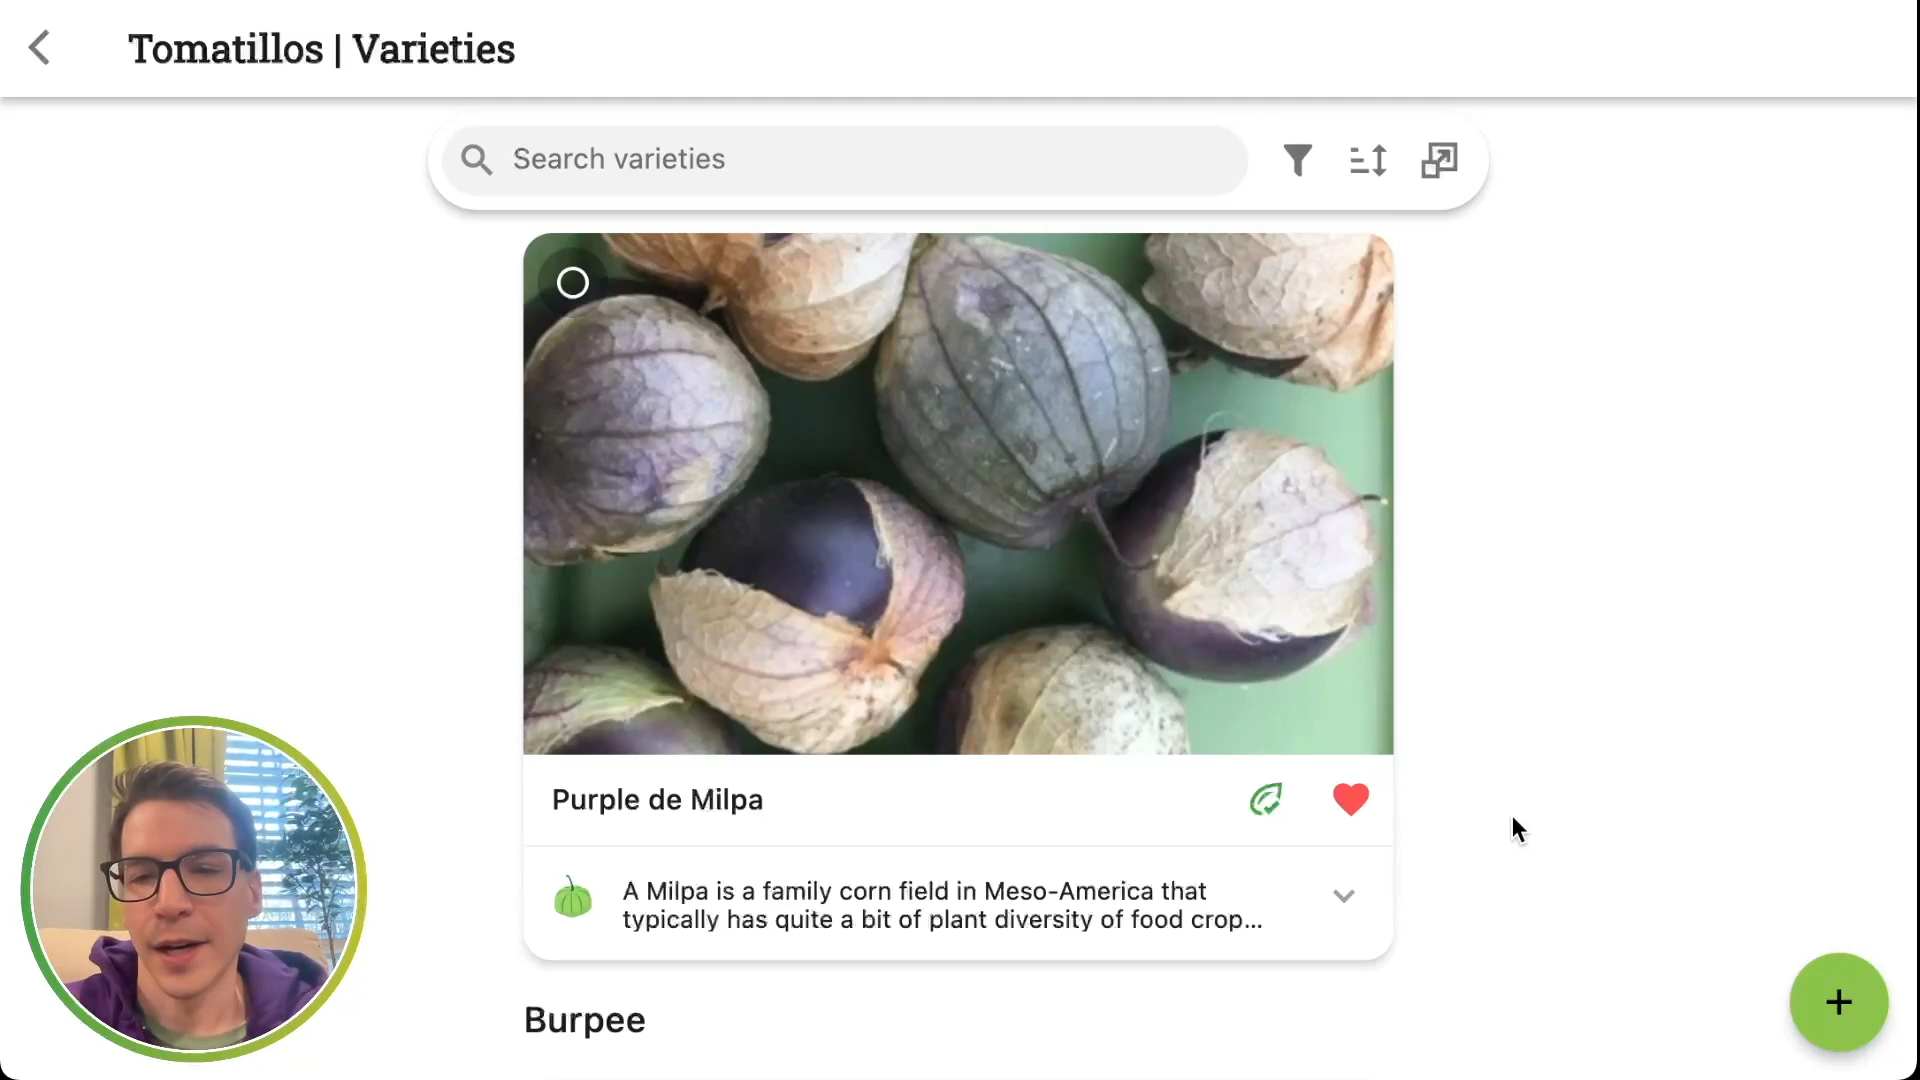 Tomatillos | Varieties
Search varieties
Purple de Milpa
A Milpa is a family corn field in Meso-America that
typically has quite a bit of plant diversity of food crop...
Burpee